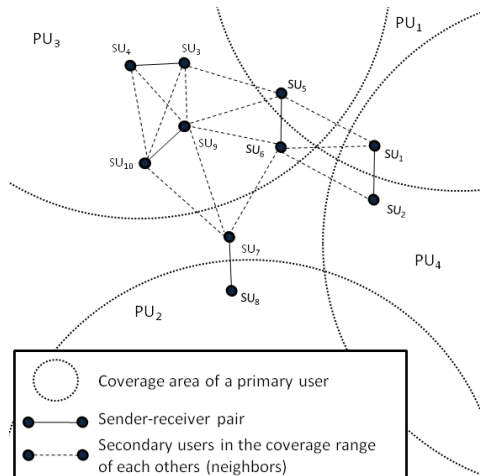 PU1
PU3
SU4
SU3
SU5
SU9
SU6
SU1
SU10
SU2
SU7
PU4
SU8
PU2
Coverage area of a primary user
Sender-receiver pair
Secondary users in the coverage range
of each others (neighbors)